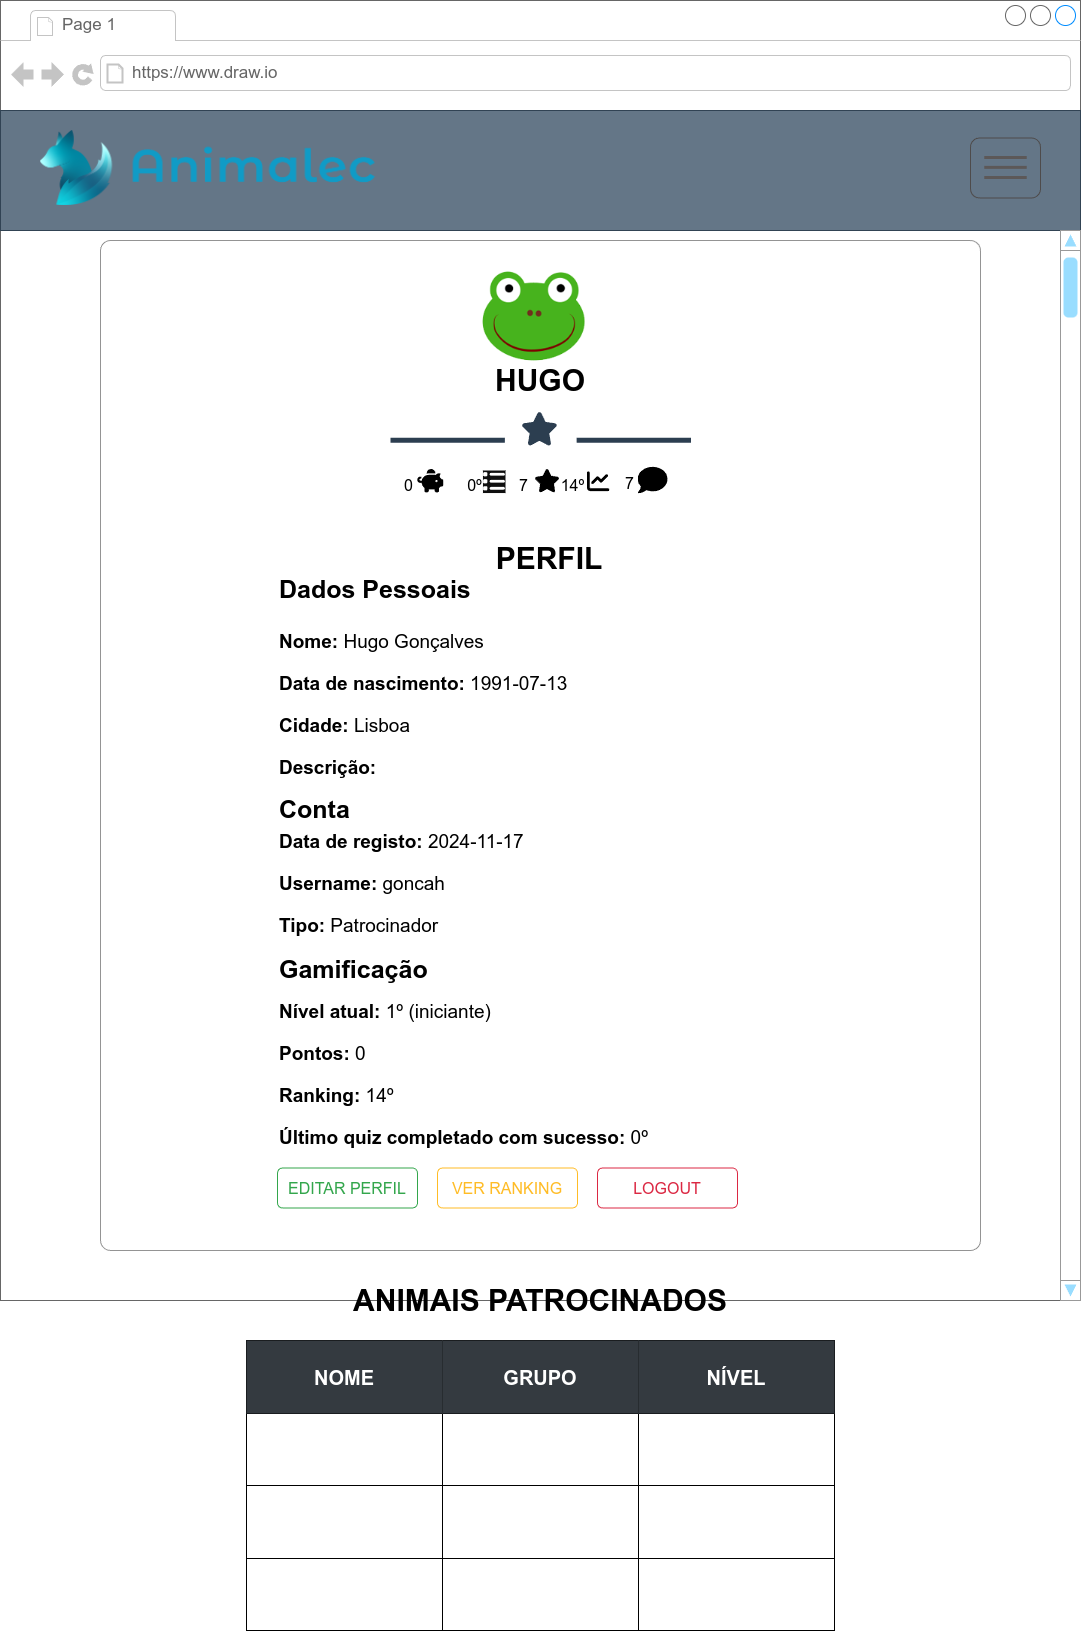 Page 1
https://www.draw.io
Animalec
HUGO
0 0º 7 14º 7
PERFIL
Dados Pessoais
Nome: Hugo Gonçalves
Data de nascimento: 1991-07-13
Cidade: Lisboa
Descrição:
Conta
Data de registo: 2024-11-17
Username: goncah
Tipo: Patrocinador
Gamificação
Nível atual: 1º (iniciante)
Pontos: 0
Ranking: 14º
Último quiz completado com sucesso: 0º
EDITAR PERFIL VER RANKING LOGOUT
ANIMAIS PATROCINADOS
NOME GRUPO NÍVEL